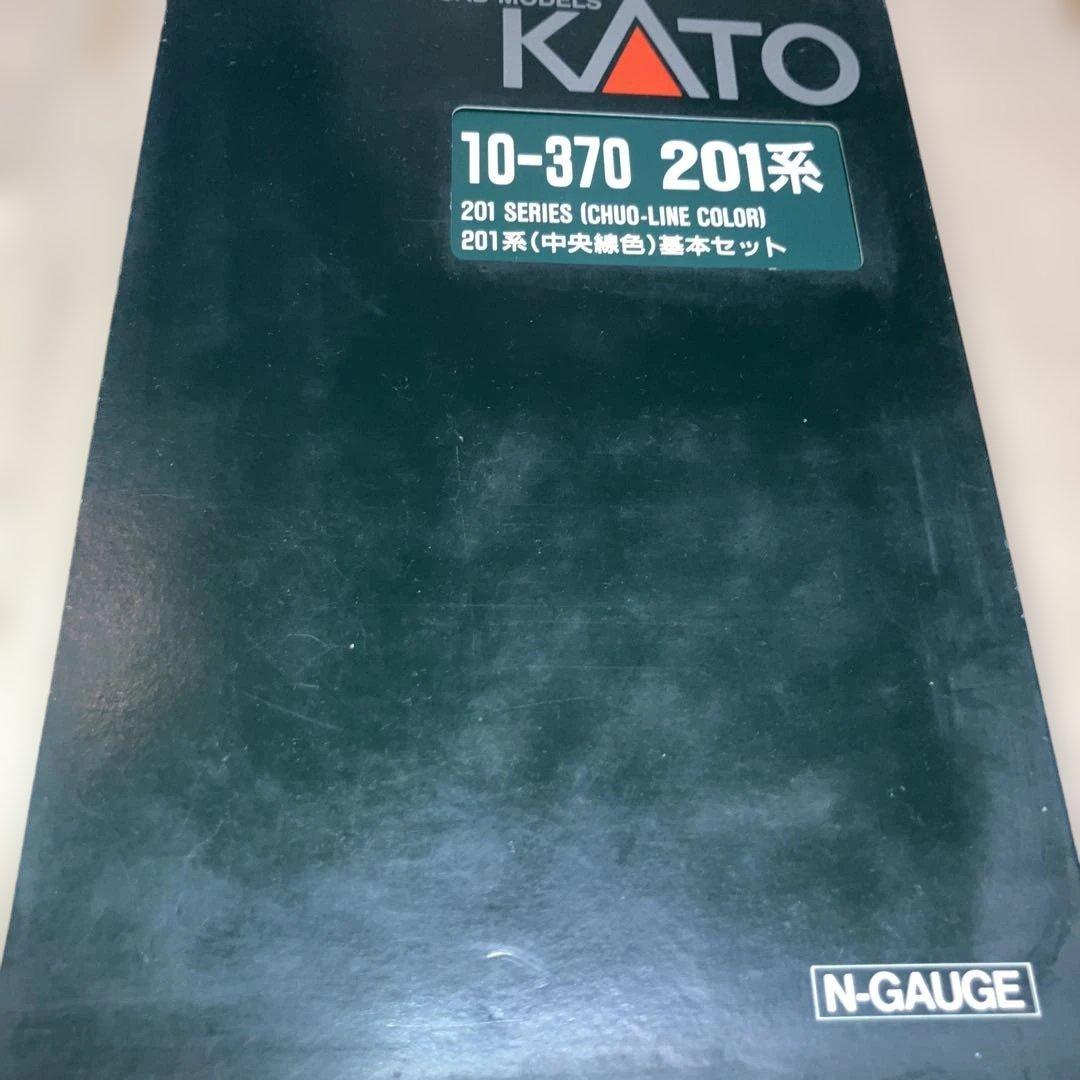 MODELS
KATO
10-370 201系
201 SERIES (CHUO-LINE COLOR)
201系(中央線色)基本セット
N-GAUGE